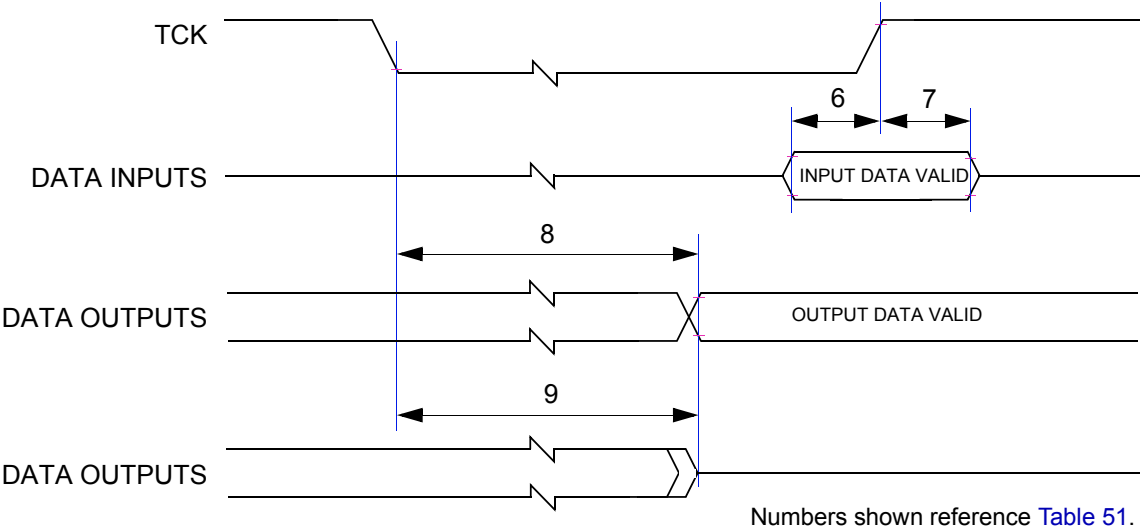 TCK
6 7
DATA INPUTS
INPUT DATA VALID
8
DATA OUTPUTS
OUTPUT DATA VALID
9
DATA OUTPUTS
Numbers shown reference Table 51.